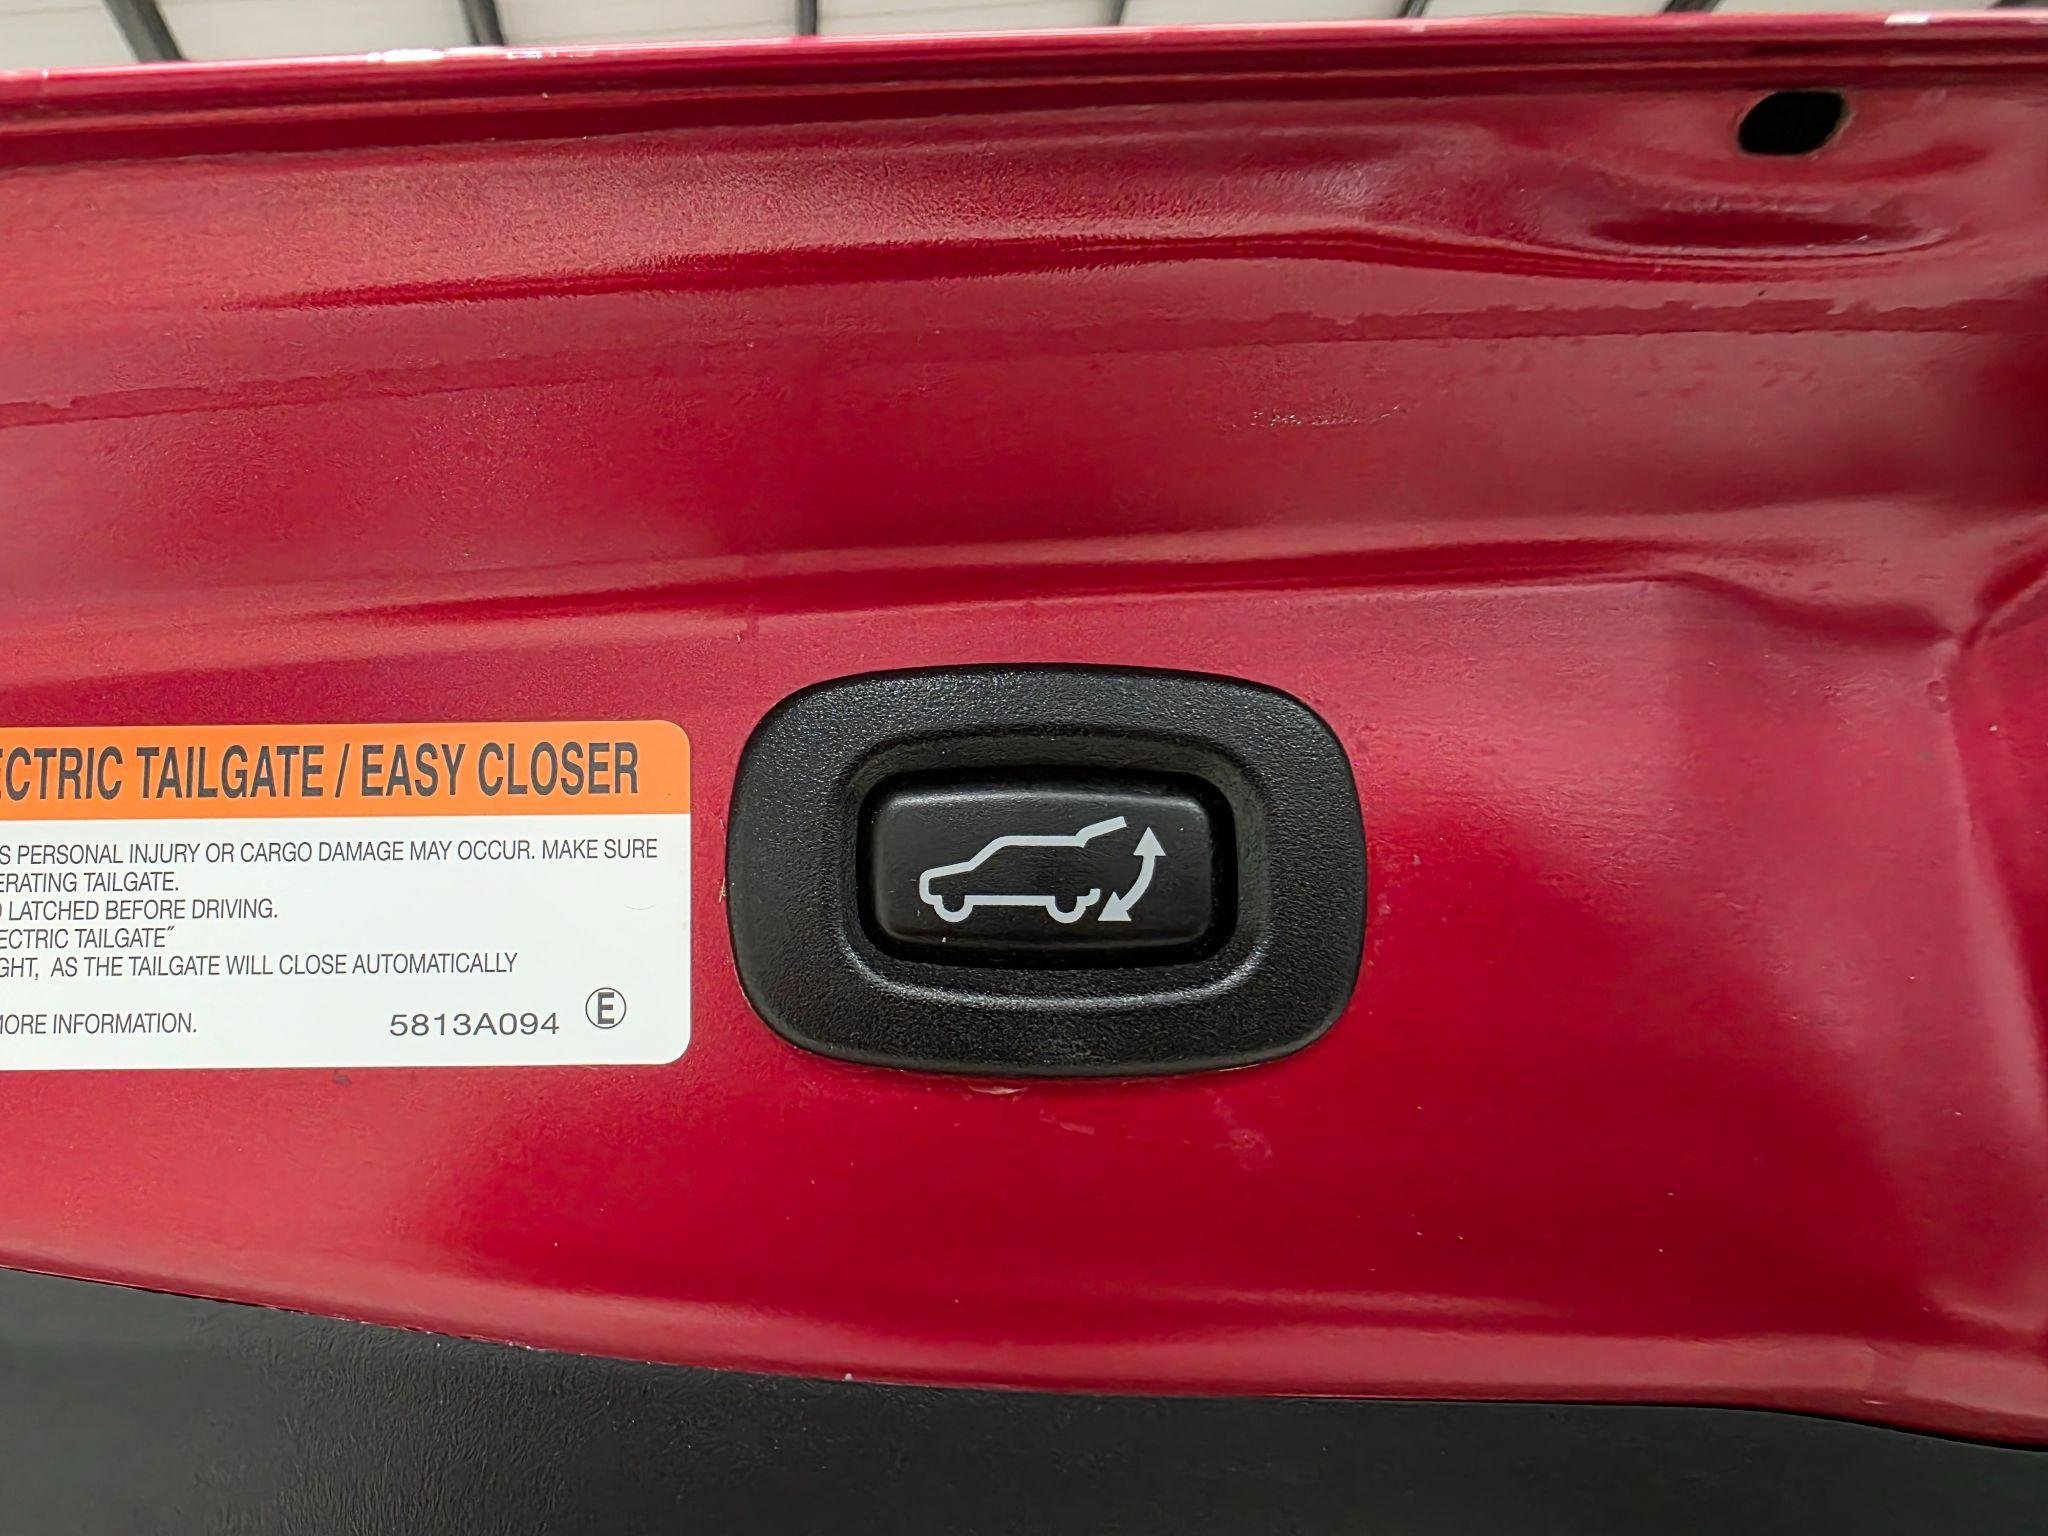 ECTRIC TAILGATE / EASY CLOSER
S PERSONAL INJURY OR CARGO DAMAGE MAY OCCUR. MAKE SURE
ERATING TAILGATE.
LATCHED BEFORE DRIVING.
ECTRIC TAILGATE"
GHT, AS THE TAILGATE WILL CLOSE AUTOMATICALLY
MORE INFORMATION.
5813A094 Ⓔ